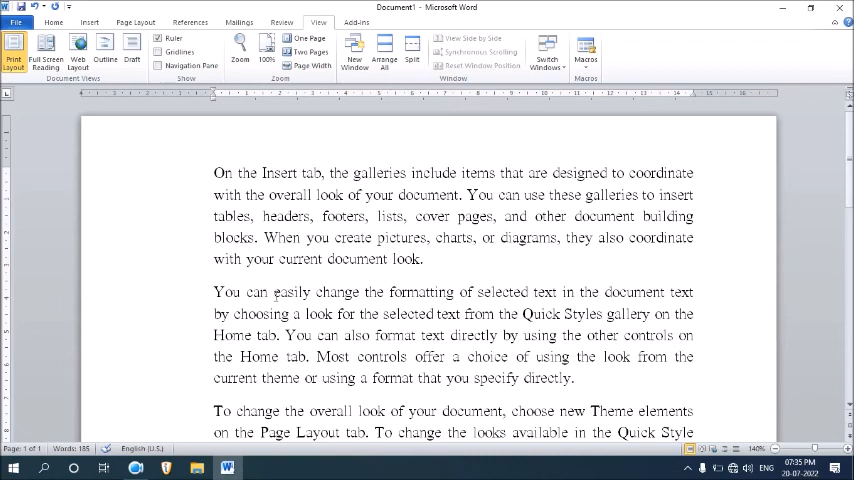 Document1 - Microsoft Word
File Home Insert Page Layout References Mailings Review View Add-Ins
Print Layout Full Screen Reading Web Layout Outline Draft
Document Views
Ruler
Gridlines
Navigation Pane
Show
Zoom 100%
One Page
Two Pages
Page Width
Zoom
New Window Arrange All Split
View Side by Side
Synchronous Scrolling
Reset Window Position
Window
Switch Windows
Macros
Macros
On the Insert tab, the galleries include items that are designed to coordinate
with the overall look of your document. You can use these galleries to insert
tables, headers, footers, lists, cover pages, and other document building
blocks. When you create pictures, charts, or diagrams, they also coordinate
with your current document look.
You can easily change the formatting of selected text in the document text
by choosing a look for the selected text from the Quick Styles gallery on the
Home tab. You can also format text directly by using the other controls on
the Home tab. Most controls offer a choice of using the look from the
current theme or using a format that you specify directly.
To change the overall look of your document, choose new Theme elements
on the Page Layout tab. To change the looks available in the Quick Style
Page: 1 of 1 Words: 185 English (U.S.) 140%
ENG 07:35 PM
20-07-2022